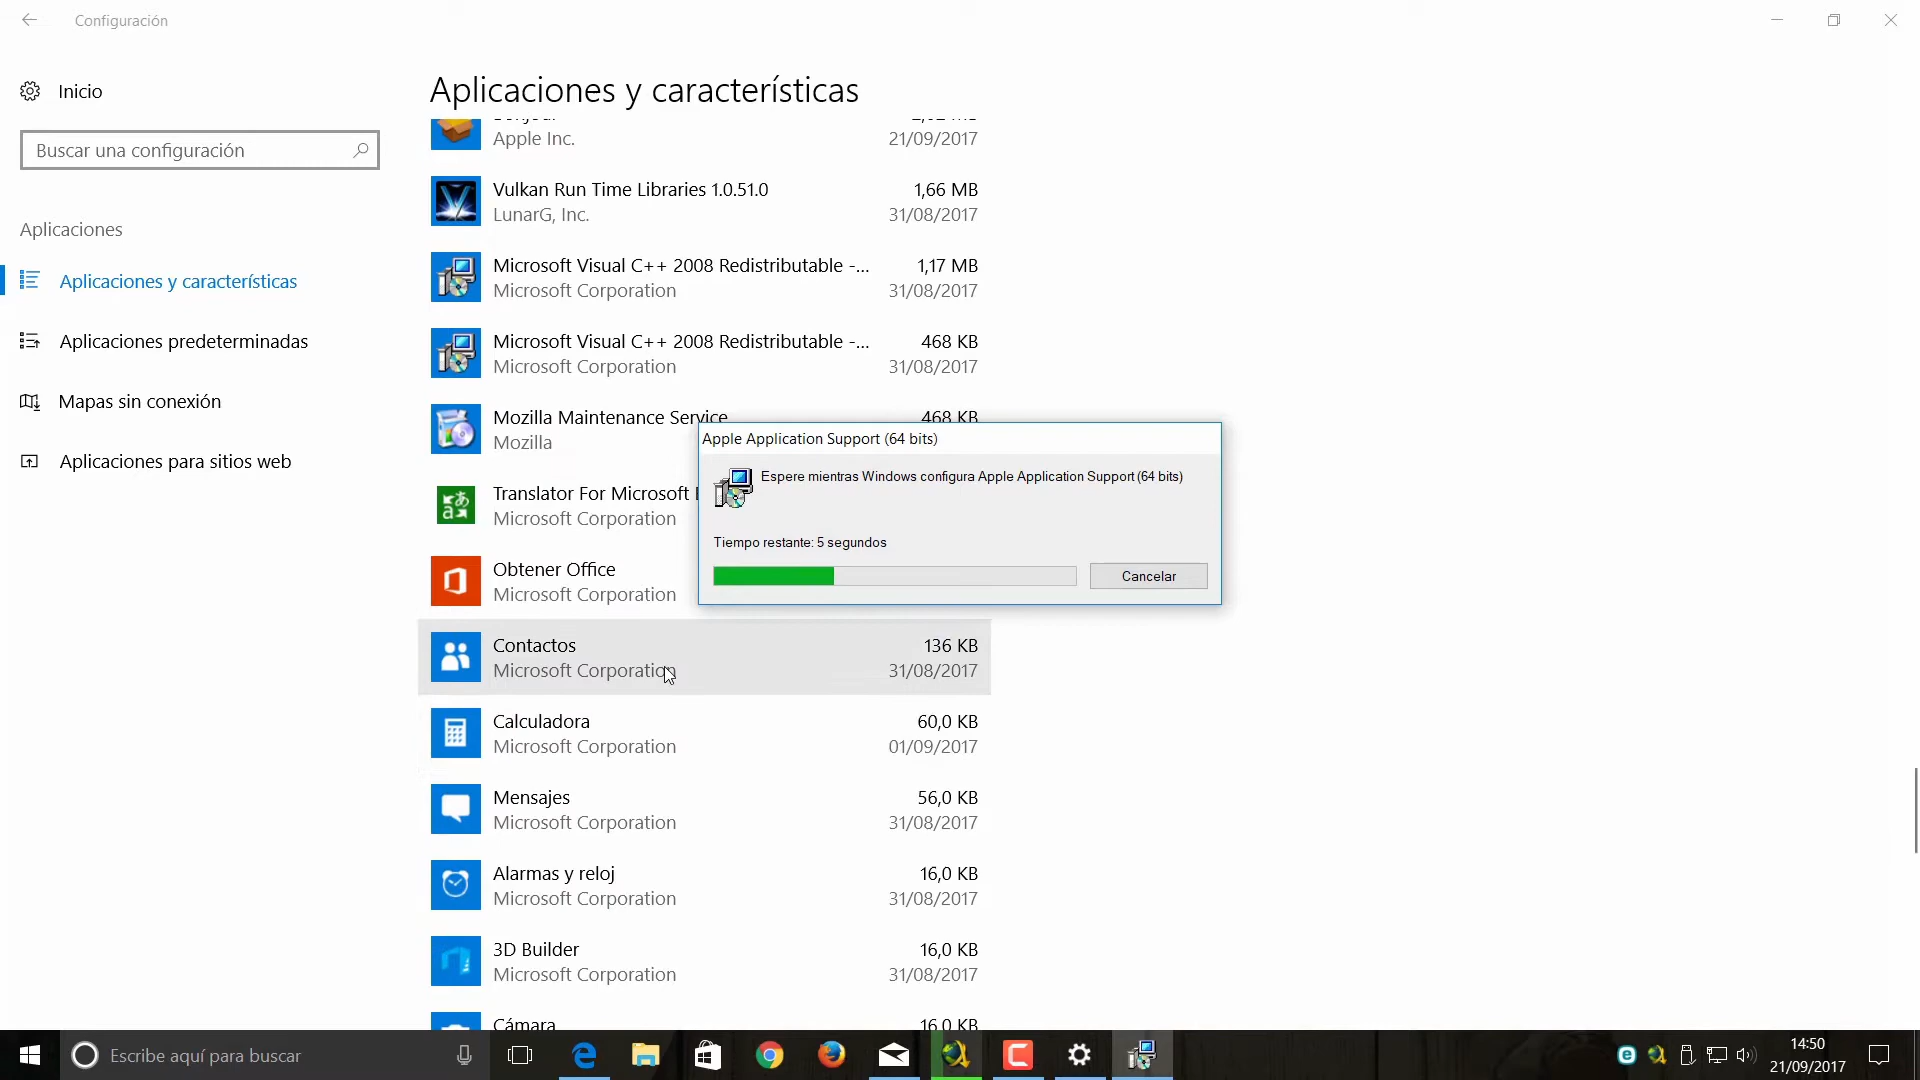 Configuración
Inicio
Buscar una configuración
Aplicaciones
Aplicaciones y características
Aplicaciones predeterminadas
Mapas sin conexión
Aplicaciones para sitios web
Aplicaciones y características
Apple Inc.
21/09/2017
Vulkan Run Time Libraries 1.0.51.0
1,66 MB
LunarG, Inc.
31/08/2017
Microsoft Visual C++ 2008 Redistributable -...
1,17 MB
Microsoft Corporation
31/08/2017
Microsoft Visual C++ 2008 Redistributable -...
468 KB
Microsoft Corporation
31/08/2017
Mozilla Maintenance Service
468 KB
Mozilla
Translator For Microsoft
Microsoft Corporation
Obtener Office
Microsoft Corporation
Apple Application Support (64 bits)
Espere mientras Windows configura Apple Application Support (64 bits)
Tiempo restante: 5 segundos
Cancelar
Contactos
136 KB
Microsoft Corporation
31/08/2017
Calculadora
60,0 KB
Microsoft Corporation
01/09/2017
Mensajes
56,0 KB
Microsoft Corporation
31/08/2017
Alarmas y reloj
16,0 KB
Microsoft Corporation
31/08/2017
3D Builder
16,0 KB
Microsoft Corporation
31/08/2017
Cámara
16,0 KB
Escribe aquí para buscar
14:50
21/09/2017